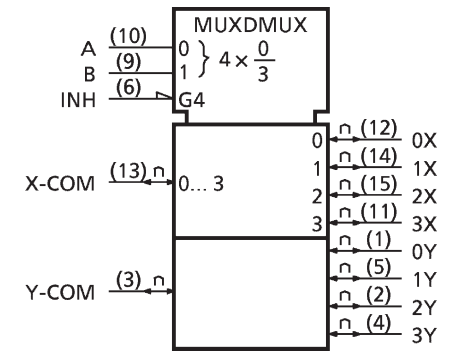 MUXDMUX
A (10) 0 } 4 × 0/3
B (9) 1
INH (6) G4
0 ∩ (12) 0X
1 ∩ (14) 1X
X-COM (13) ∩ 0... 3
2 ∩ (15) 2X
3 ∩ (11) 3X
∩ (1) 0Y
∩ (5) 1Y
Y-COM (3) ∩
∩ (2) 2Y
∩ (4) 3Y